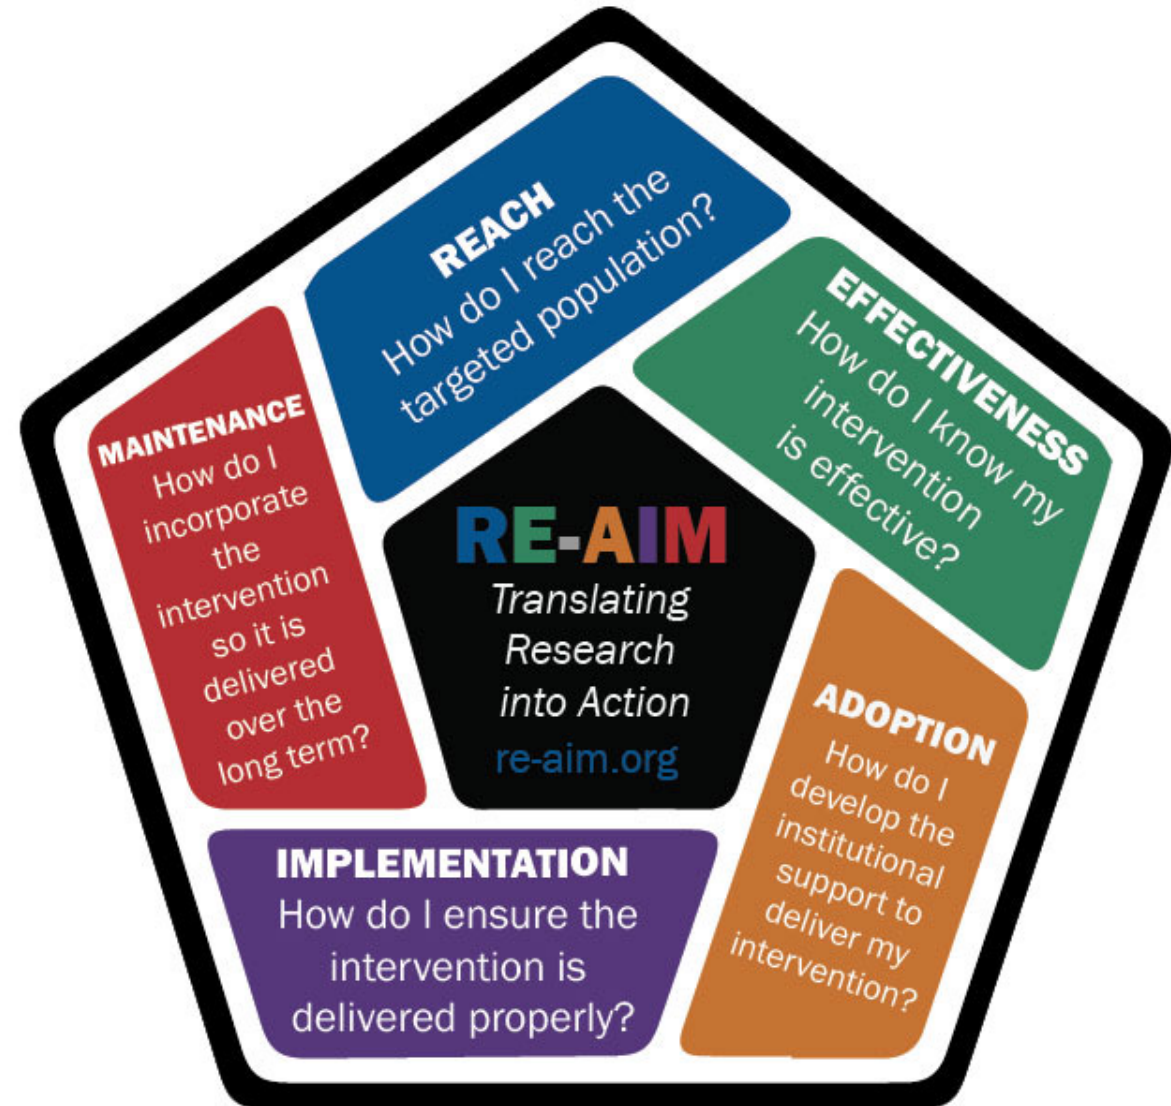 REACH
How do I reach the
targeted population?
EFFECTIVENESS
How do I know my
intervention
is effective?
ADOPTION
How do I
develop the
institutional
support to
deliver my
intervention?
IMPLEMENTATION
How do I ensure the
intervention is
delivered properly?
MAINTENANCE
How do I
incorporate
the
intervention
so it is
delivered
over the
long term?
RE-AIM
Translating
Research
into Action
re-aim.org